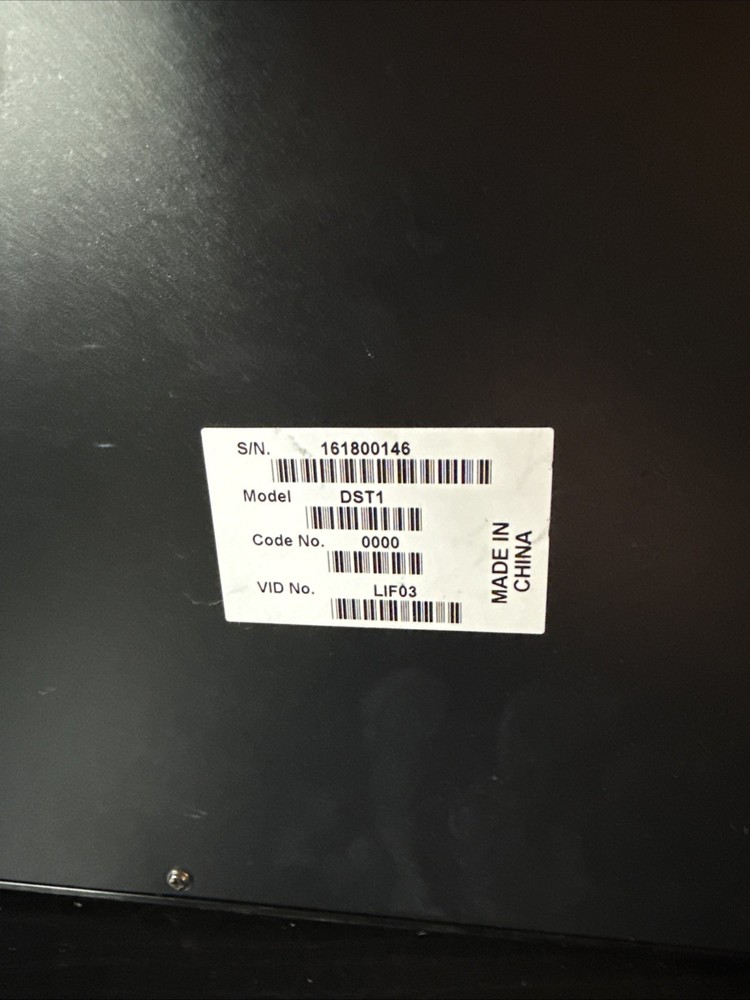 S/N. 161800146
Model DST1
Code No. 0000
VID No. LIF03
MADE IN
CHINA